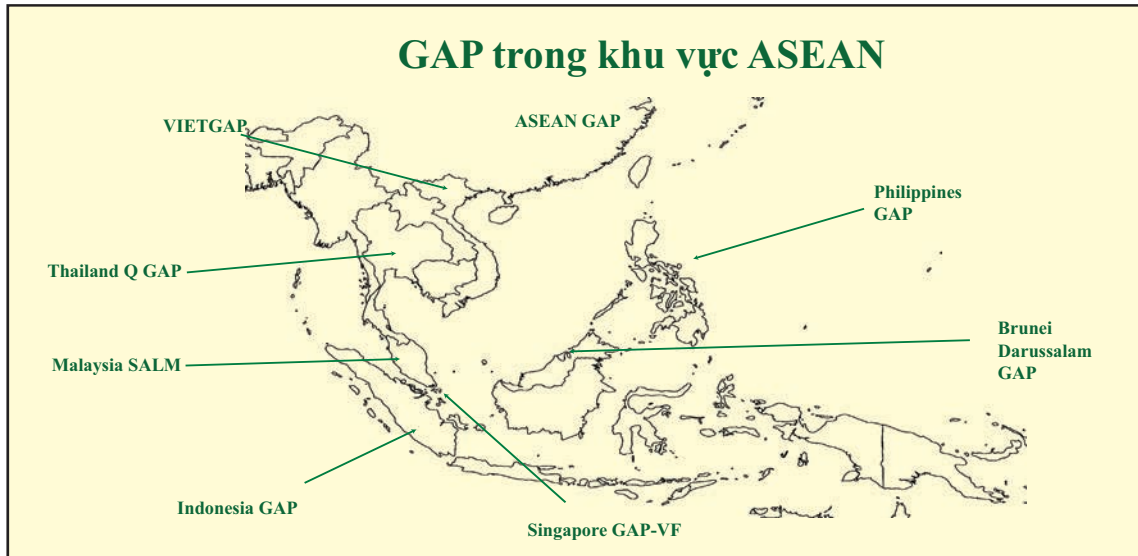 GAP trong khu vực ASEAN
VIETGAP
ASEAN GAP
Philippines
GAP
Thailand Q GAP
Malaysia SALM
Brunei
Darussalam
GAP
Indonesia GAP
Singapore GAP-VF